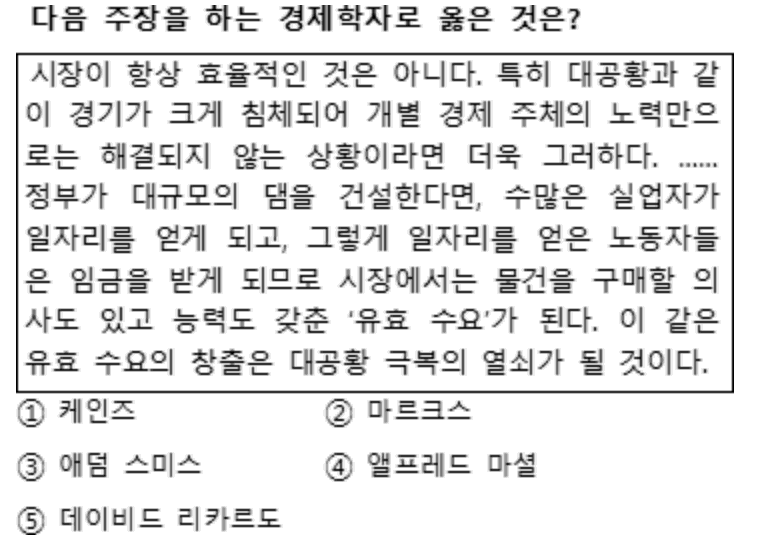 다음 주장을 하는 경제학자로 옳은 것은?
시장이 항상 효율적인 것은 아니다. 특히 대공황과 같
이 경기가 크게 침체되어 개별 경제 주체의 노력만으
로는 해결되지 않는 상황이라면 더욱 그러하다. ......
정부가 대규모의 댐을 건설한다면, 수많은 실업자가
일자리를 얻게 되고, 그렇게 일자리를 얻은 노동자들
은 임금을 받게 되므로 시장에서는 물건을 구매할 의
사도 있고 능력도 갖춘 ‘유효 수요’가 된다. 이 같은
유효 수요의 창출은 대공황 극복의 열쇠가 될 것이다.
① 케인즈 ② 마르크스
③ 애덤 스미스 ④ 앨프레드 마셜
⑤ 데이비드 리카르도